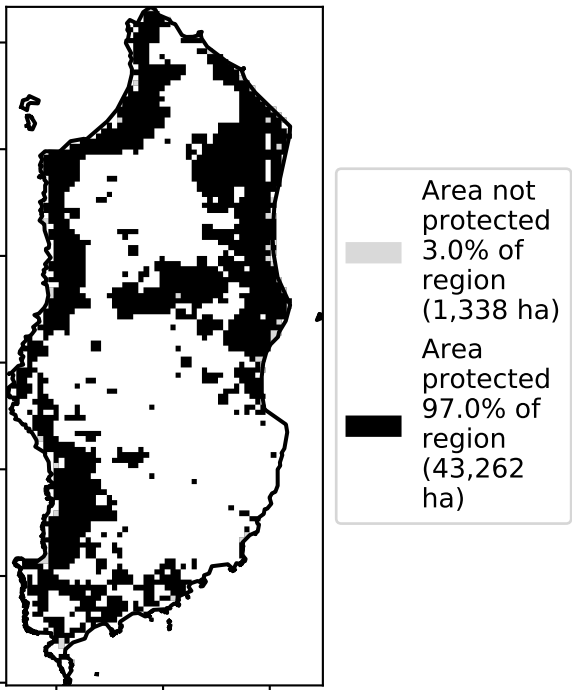 Area not
protected
3.0% of
region
(1,338 ha)
Area
protected
97.0% of
region
(43,262
ha)